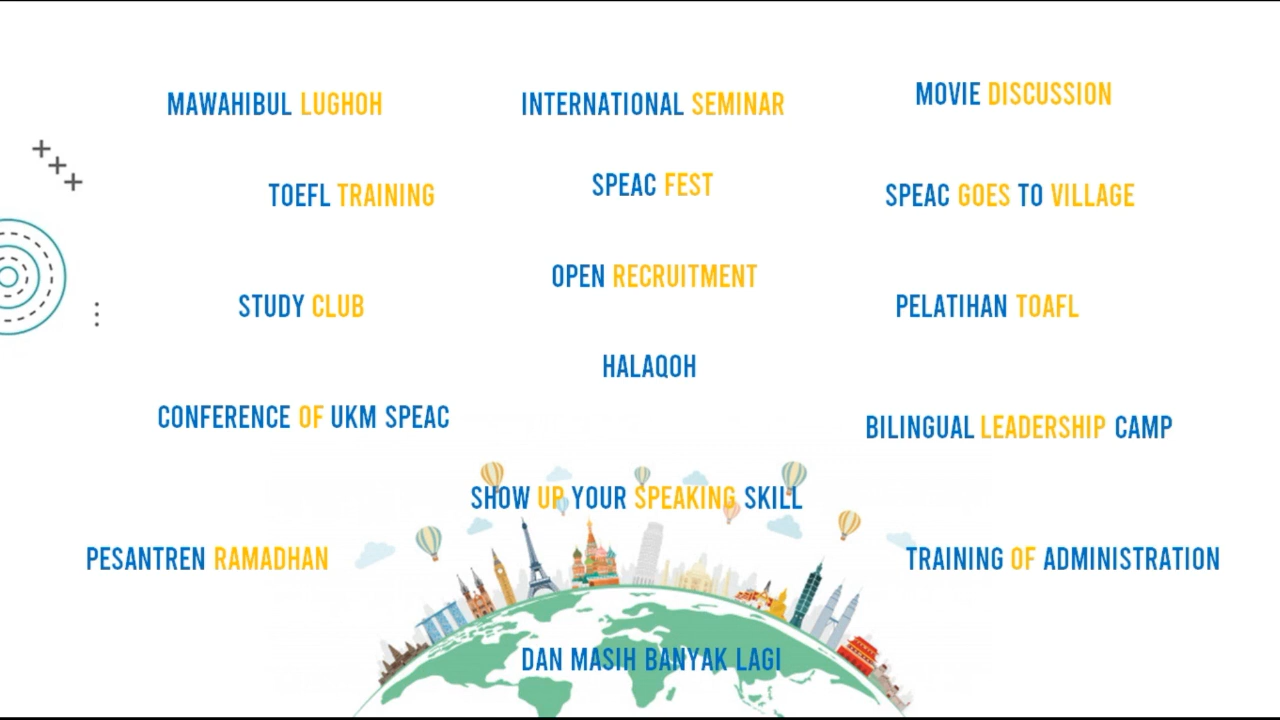 MAWAHIBUL LUGHOH
INTERNATIONAL SEMINAR
MOVIE DISCUSSION
TOEFL TRAINING
SPEAC FEST
SPEAC GOES TO VILLAGE
OPEN RECRUITMENT
STUDY CLUB
PELATIHAN TOAFL
HALAQOH
CONFERENCE OF UKM SPEAC
BILINGUAL LEADERSHIP CAMP
SHOW UP YOUR SPEAKING SKILL
PESANTREN RAMADHAN
TRAINING OF ADMINISTRATION
DAN MASIH BANYAK LAGI